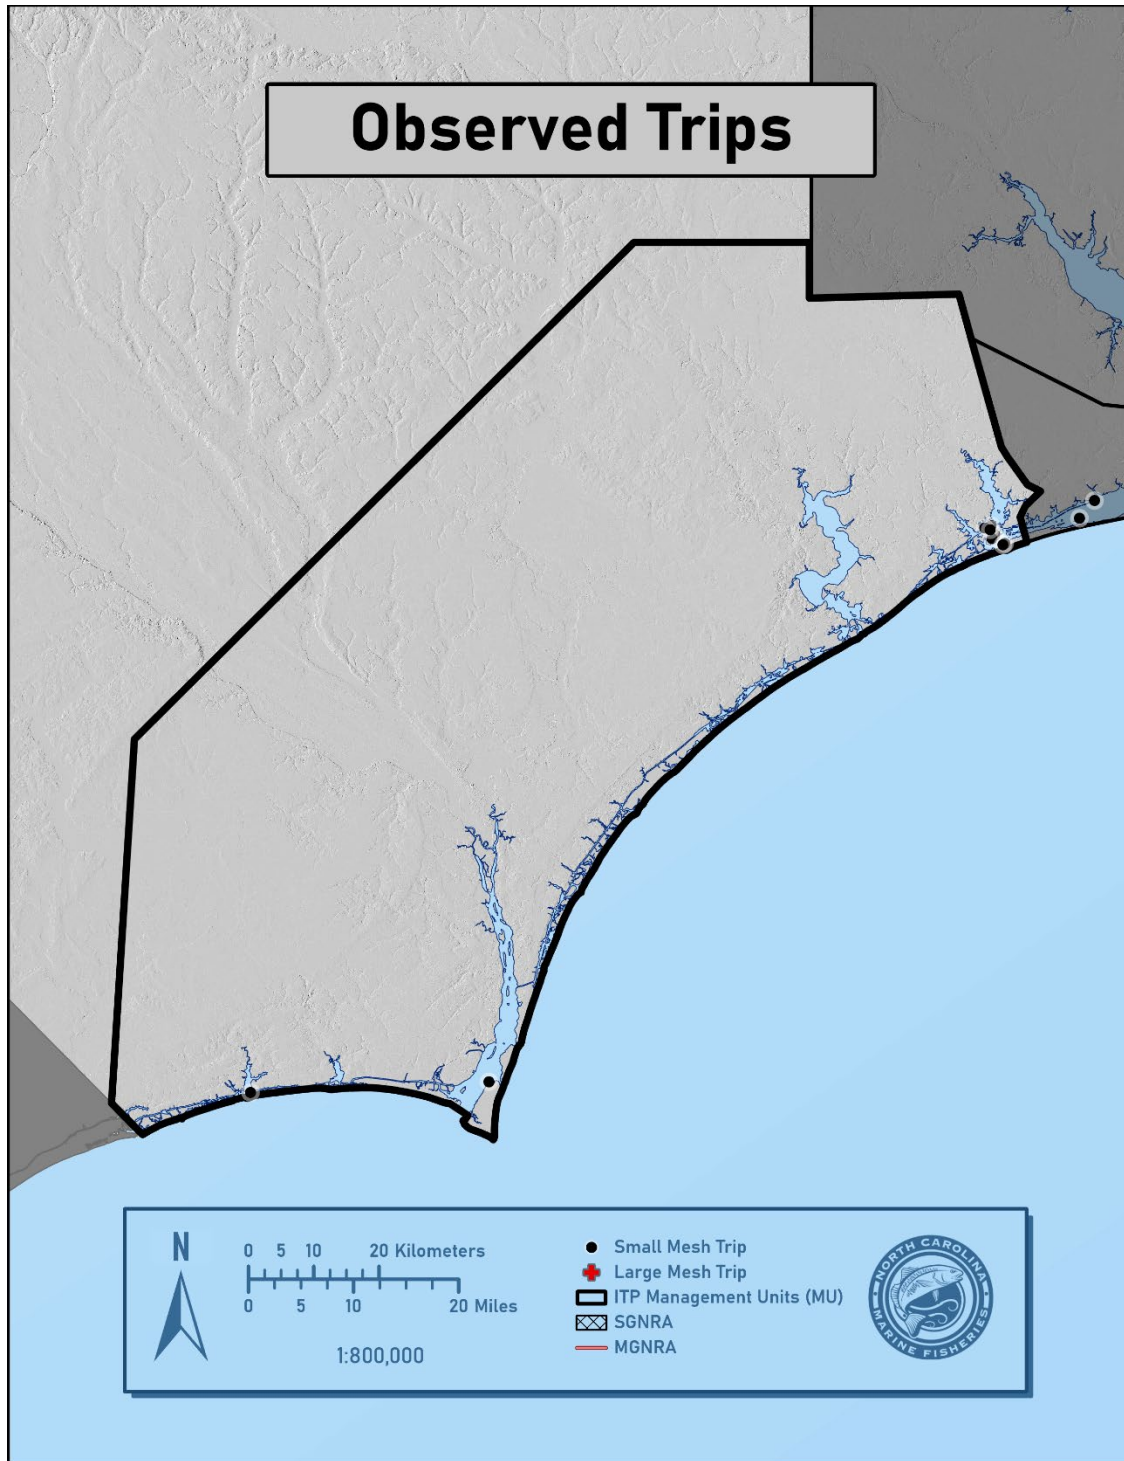 Observed Trips
N
0 5 10 20 Kilometers
0 5 10 20 Miles
1:800,000
Small Mesh Trip
Large Mesh Trip
ITP Management Units (MU)
SGNRA
MGNRA
NORTH CAROLINA
MARINE FISHERIES